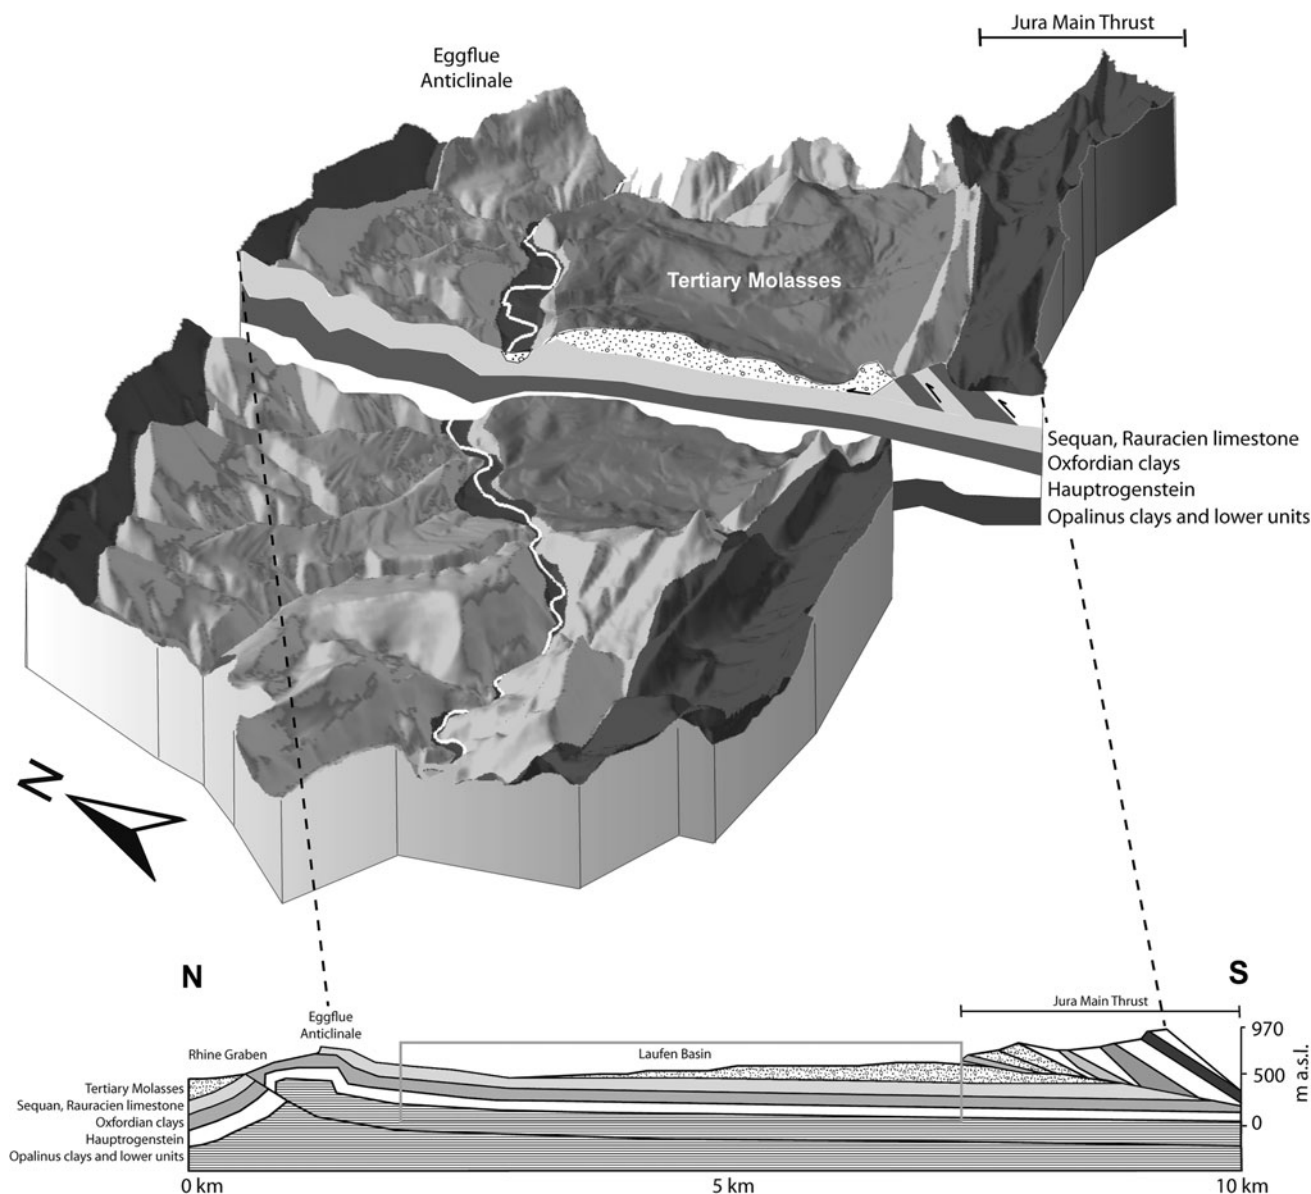 Jura Main Thrust
Eggflue
Anticlinale
Tertiary Molasses
Sequan, Rauracien limestone
Oxfordian clays
Hauptrogenstein
Opalinus clays and lower units
N
N
S
Jura Main Thrust
Eggflue
Anticlinale
970
Rhine Graben
Laufen Basin
Tertiary Molasses
500
m a.s.l.
Sequan, Rauracien limestone
Oxfordian clays
0
Hauptrogenstein
Opalinus clays and lower units
0 km
5 km
10 km